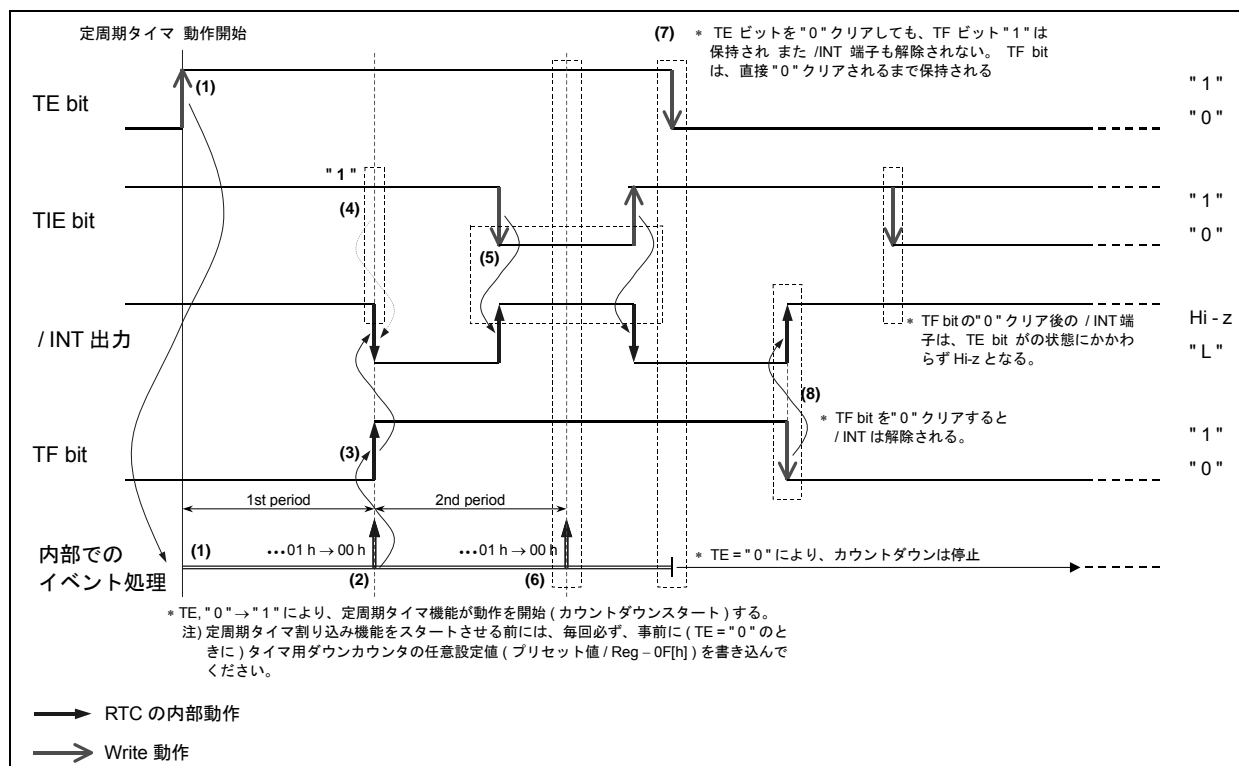 定周期タイマ 動作開始
(7)
* TE ビットを "0" クリアしても、TF ビット "1" は
保持され また /INT 端子も解除されない。 TF bit
は、直接 "0" クリアされるまで保持される
(1)
TE bit
" 1 "
" 0 "
" 1 "
(4)
TIE bit
(5)
" 1 "
" 0 "
/ INT 出力
* TF bit の" 0 " クリア後の / INT 端
子は、TE bit がの状態にかかわ
らず Hi-z となる。
Hi - z
" L "
(8)
* TF bit を" 0 " クリアすると
/ INT は解除される。
TF bit
(3)
" 1 "
" 0 "
1st period
2nd period
内部での
イベント処理
(1)
•••01 h → 00 h
(2)
•••01 h → 00 h
(6)
* TE = " 0 " により、カウントダウンは停止
* TE, " 0 " → " 1 " により、定周期タイマ機能が動作を開始 ( カウントダウンスタート ) する。
注) 定周期タイマ割り込み機能をスタートさせる前には、毎回必ず、事前に ( TE = " 0 " のと
きに ) タイマ用ダウンカウンタの任意設定値 ( プリセット値 / Reg – 0F[h] ) を書き込んで
ください。
RTC の内部動作
Write 動作